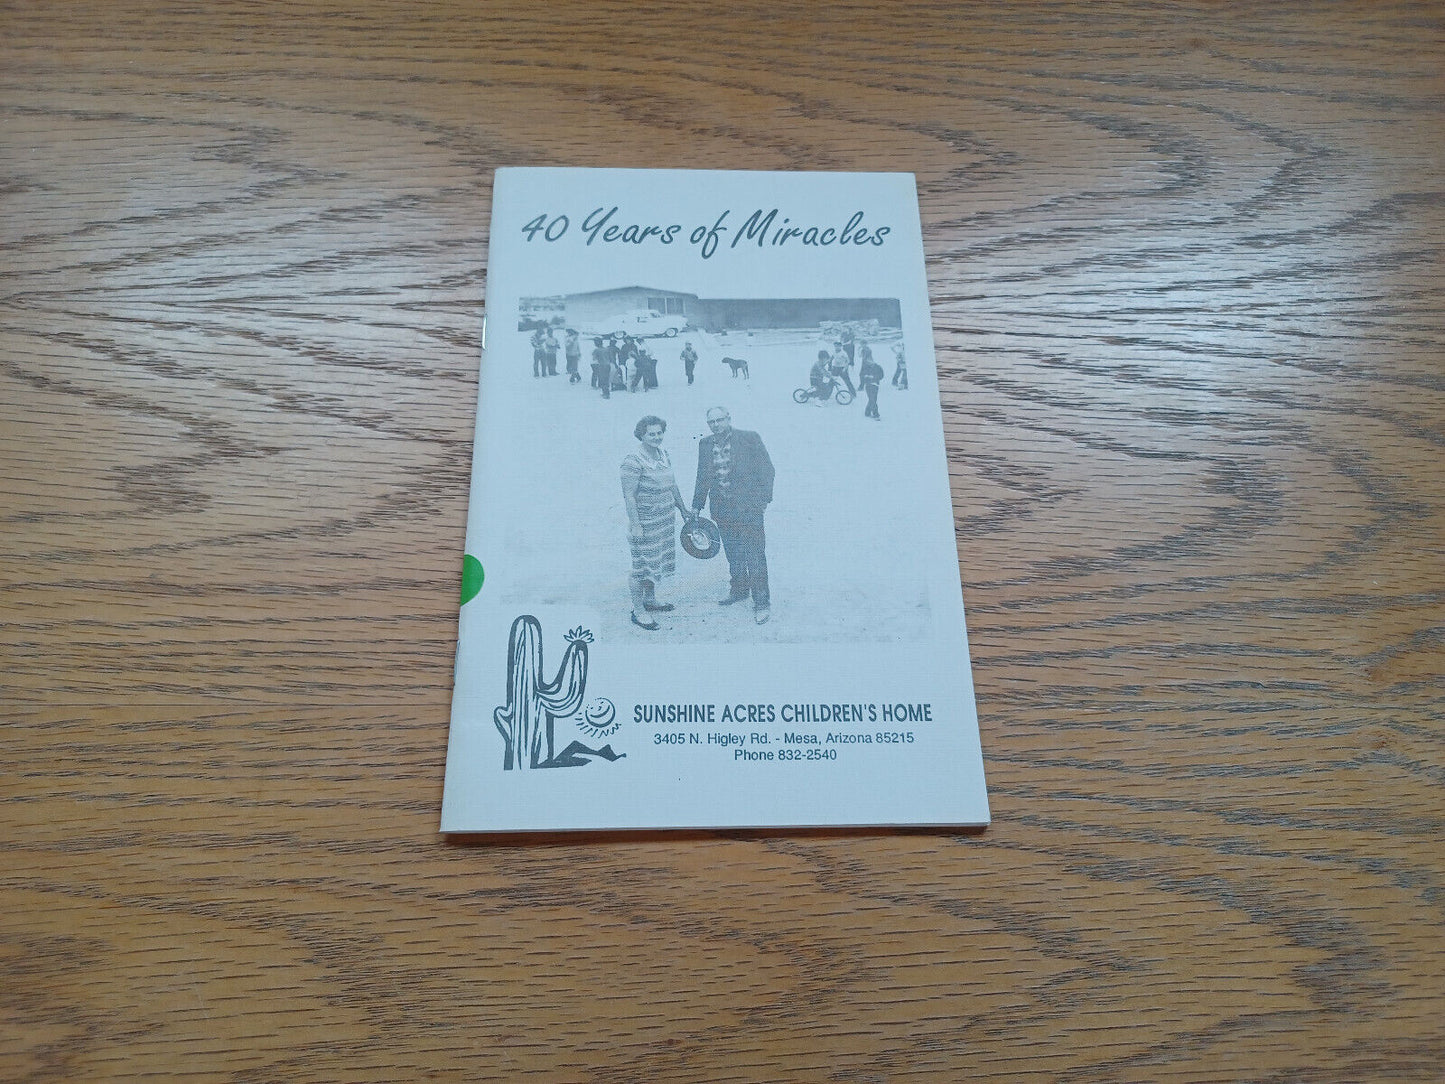 40 Years of Miracles
SUNSHINE ACRES CHILDREN'S HOME
3405 N. Higley Rd. - Mesa, Arizona 85215
Phone 832-2540